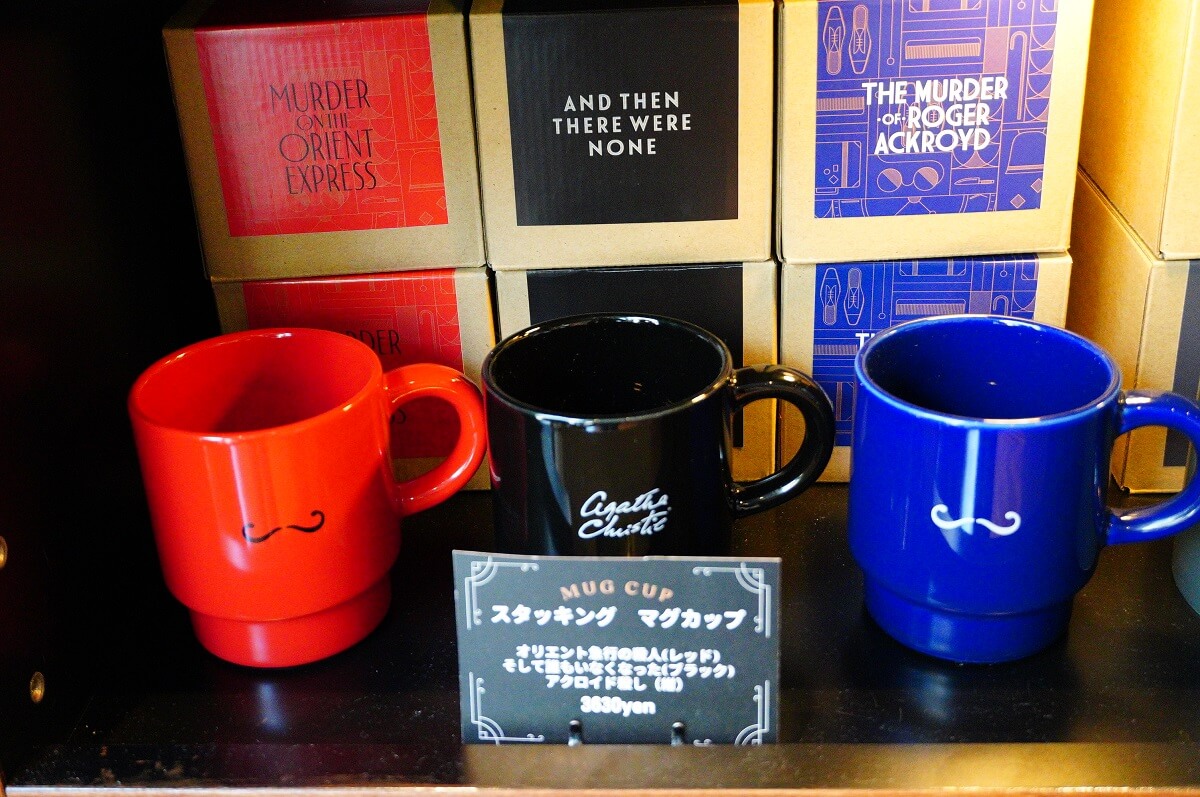 MURDER
ON THE
ORIENT
EXPRESS
AND THEN
THERE WERE
NONE
THE MURDER
·OF·ROGER
ACKROYD
RDER
Agatha
Christie
MUG CUP
スタッキング　マグカップ
オリエント急行の殺人(レッド)
そして誰もいなくなった(ブラック)
アクロイド殺し
3630yen